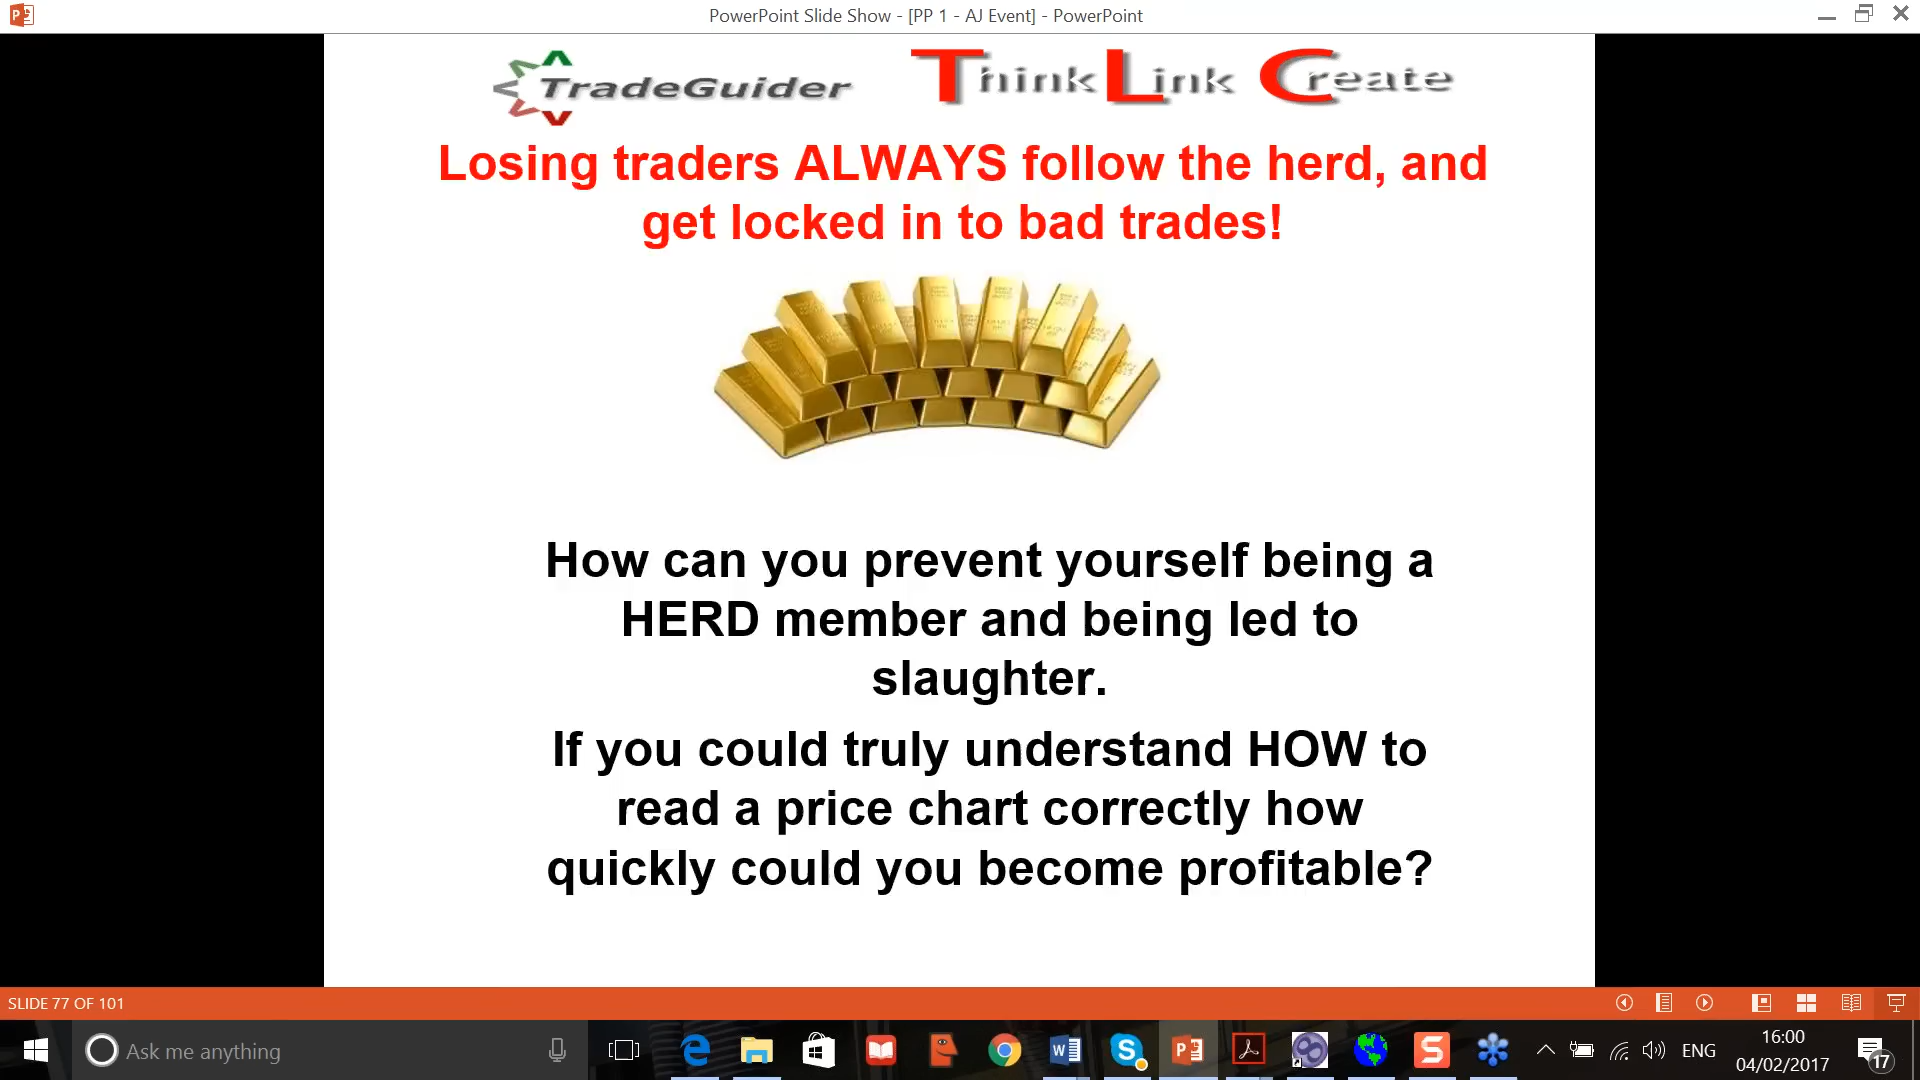 PowerPoint Slide Show - [PP 1 - AJ Event] - PowerPoint
TradeGuider
Think Link Create
Losing traders ALWAYS follow the herd, and
get locked in to bad trades!
How can you prevent yourself being a
HERD member and being led to
slaughter.
If you could truly understand HOW to
read a price chart correctly how
quickly could you become profitable?
SLIDE 77 OF 101
Ask me anything
ENG
16:00
04/02/2017
17